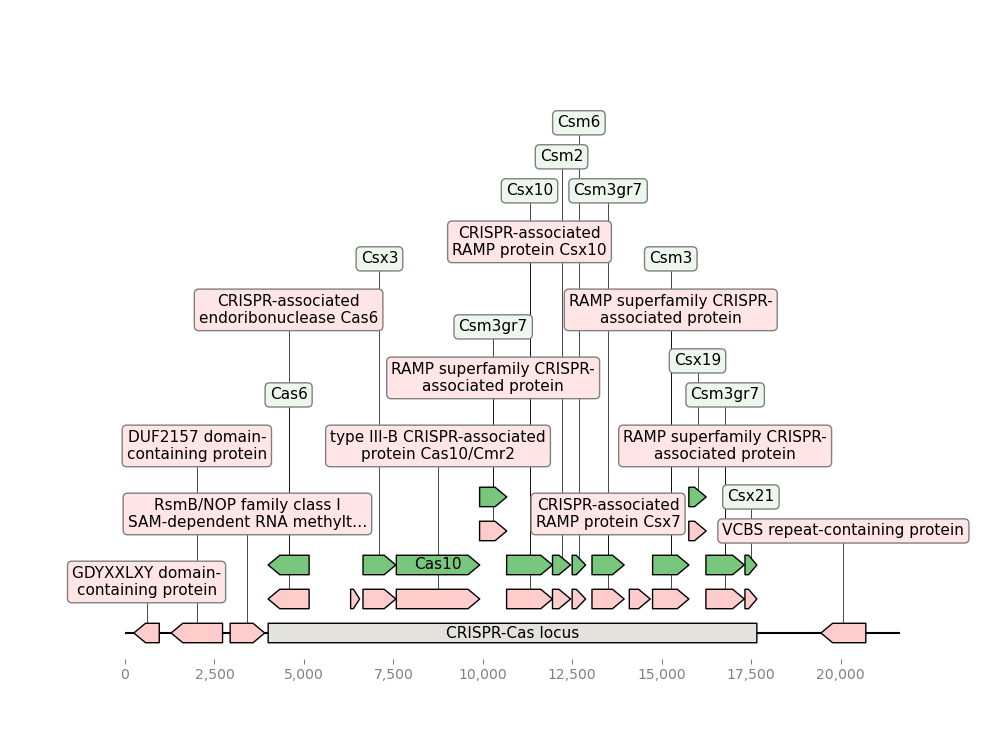 Csm6
Csm2
Csx10
Csm3gr7
CRISPR-associated
RAMP protein Csx10
Csx3
Csm3
CRISPR-associated
endoribonuclease Cas6
RAMP superfamily CRISPR-
associated protein
Csm3gr7
Csx19
RAMP superfamily CRISPR-
associated protein
Cas6
Csm3gr7
DUF2157 domain-
containing protein
type III-B CRISPR-associated
protein Cas10/Cmr2
RAMP superfamily CRISPR-
associated protein
Csx21
RsmB/NOP family class I
SAM-dependent RNA methylt...
CRISPR-associated
RAMP protein Csx7
VCBS repeat-containing protein
Cas10
GDYXXLXY domain-
containing protein
CRISPR-Cas locus
0 2,500 5,000 7,500 10,000 12,500 15,000 17,500 20,000